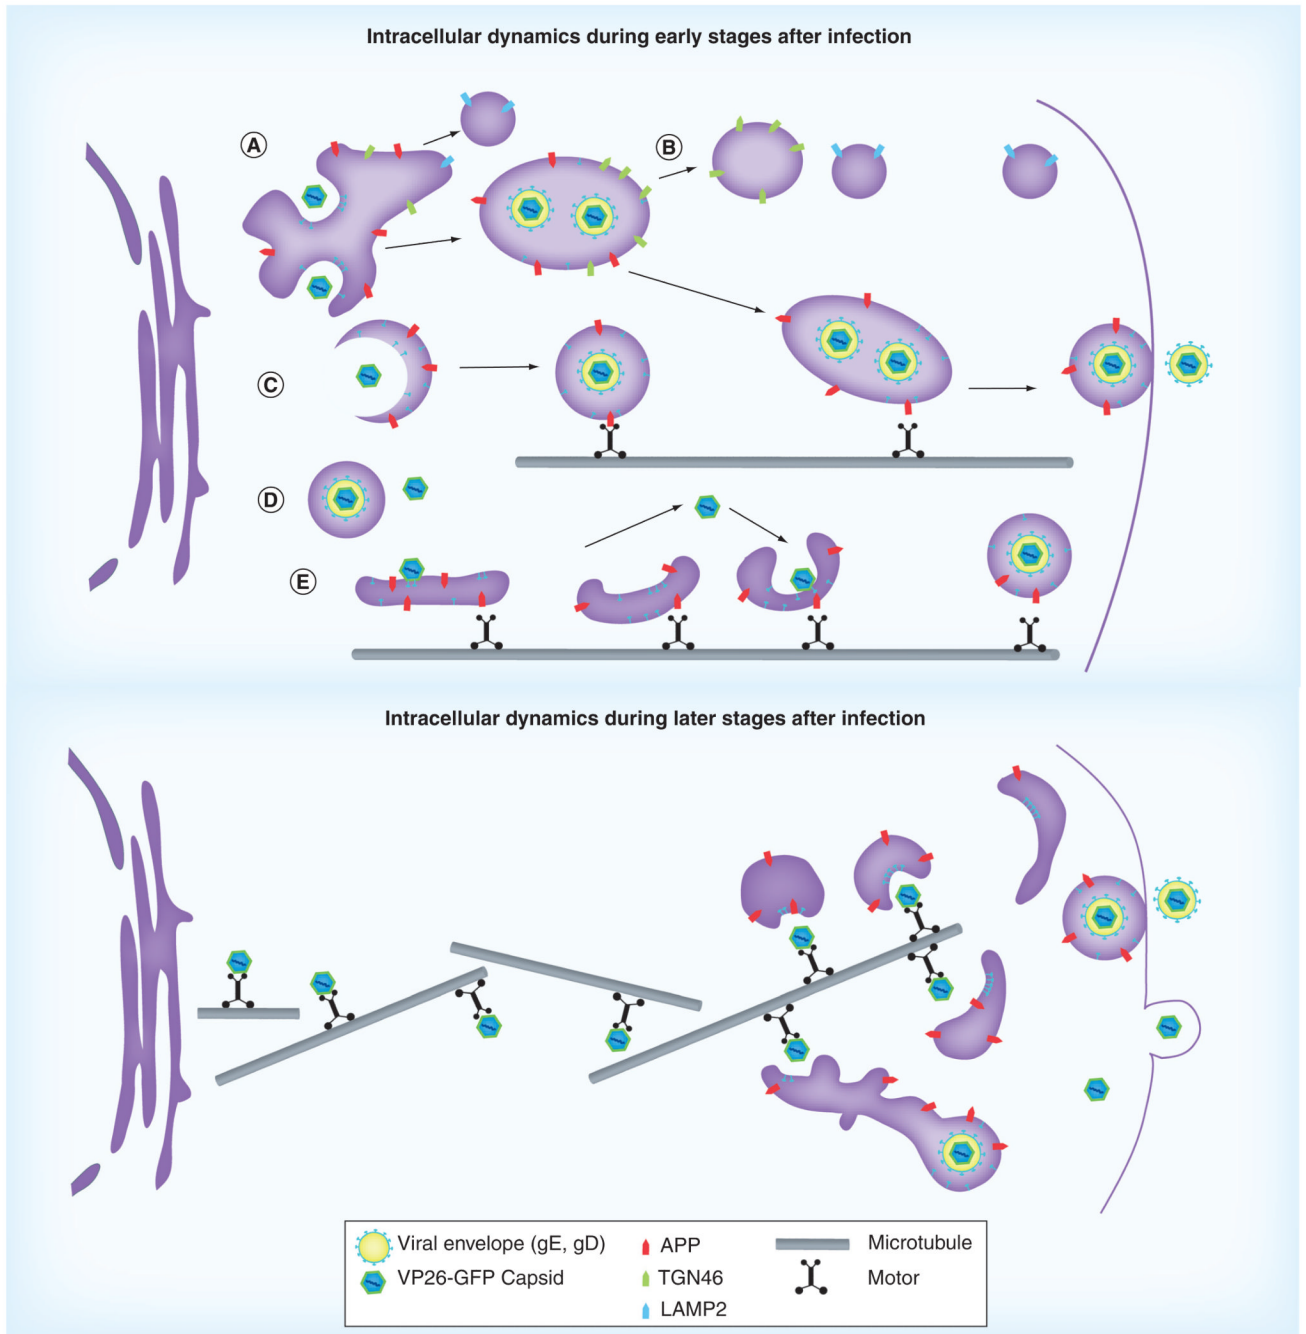 Intracellular dynamics during early stages after infection
A
B
C
D
E
Intracellular dynamics during later stages after infection
Viral envelope (gE, gD)
VP26-GFP Capsid
APP
TGN46
LAMP2
Microtubule
Motor